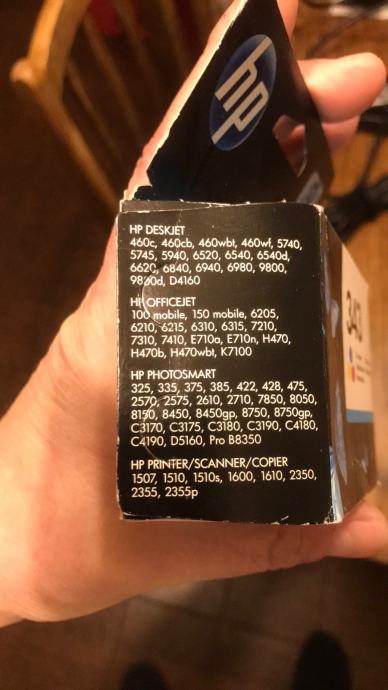 hp
HP DESKJET
460c, 460cb, 460wbt, 460wf, 5740,
5745, 5940, 6520, 6540, 6540d,
6620, 6840, 6940, 6980, 9800,
9800d, D4160
HP OFFICEJET
100 mobile, 150 mobile, 6205,
6210, 6215, 6310, 6315, 7210,
7310, 7410, E710a, E710n, H470,
H470b, H470wbt, K7100
HP PHOTOSMART
325, 335, 375, 385, 422, 428, 475,
2570, 2575, 2610, 2710, 7850, 8050,
8150, 8450, 8450gp, 8750, 8750gp,
C3170, C3175, C3180, C3190, C4180,
C4190, D5160, Pro B8350
HP PRINTER/SCANNER/COPIER
1507, 1510, 1510s, 1600, 1610, 2350,
2355, 2355p
343